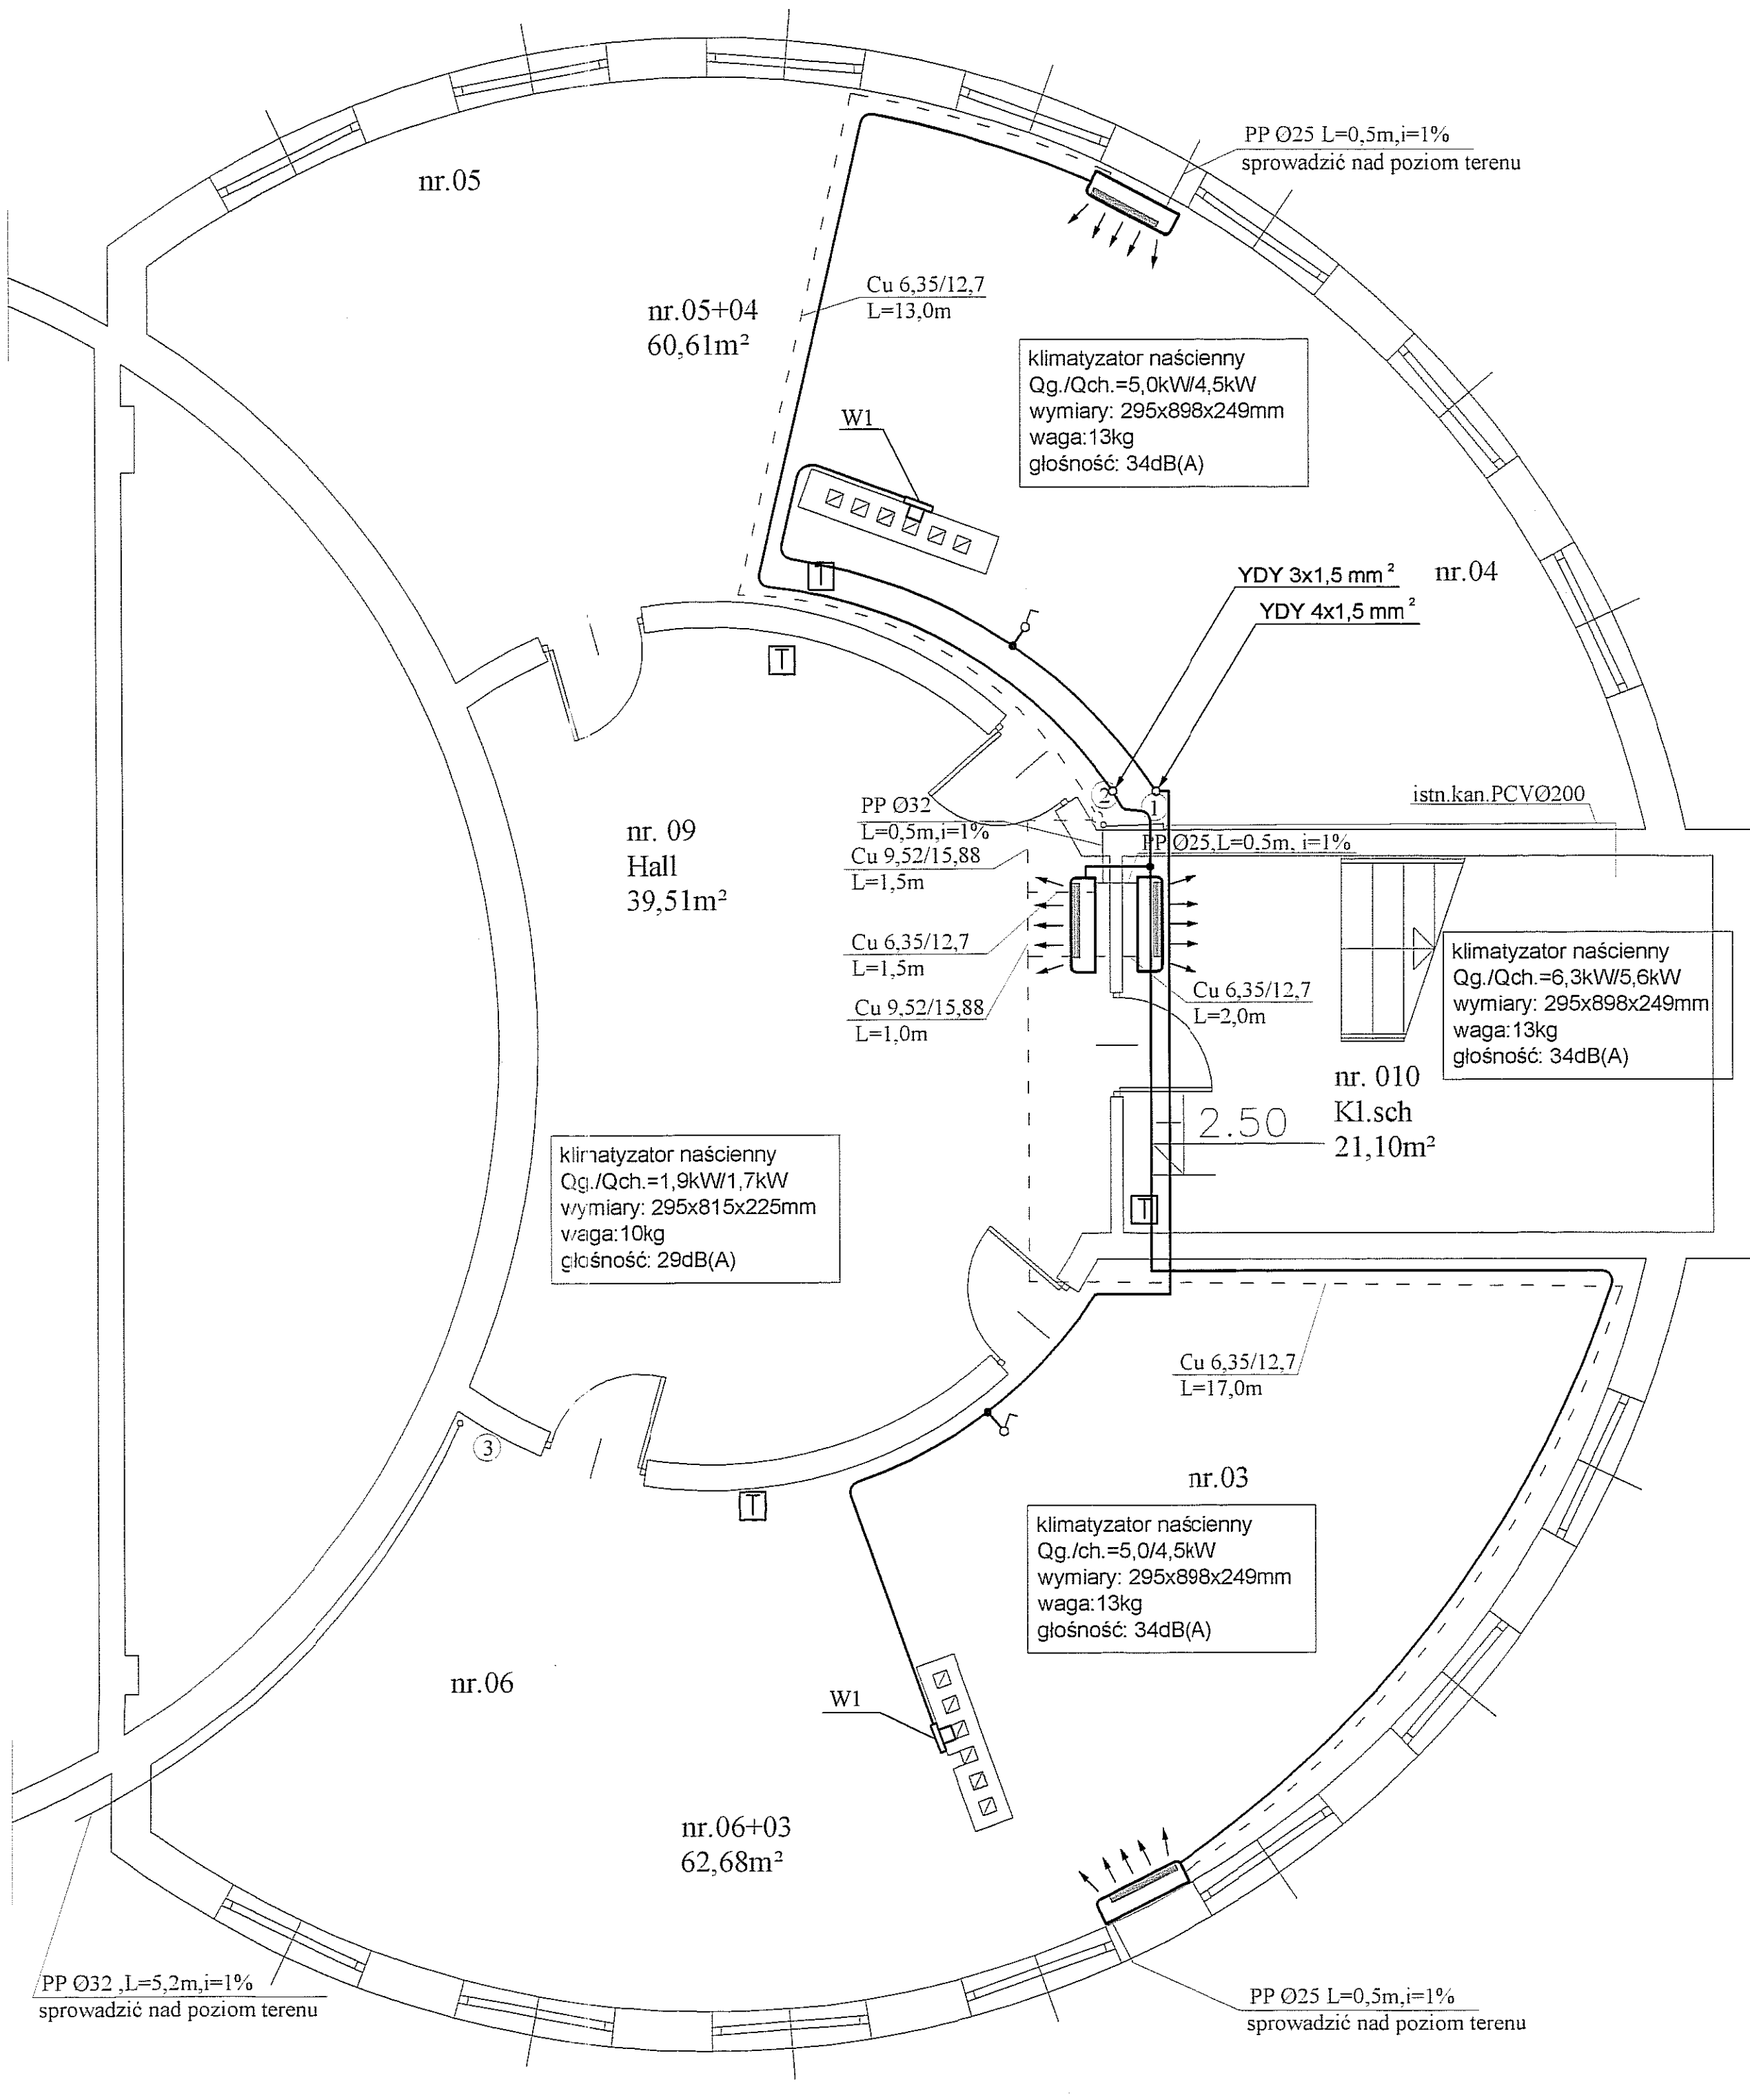 PP Ø25 L=0,5m,i=1%
sprowadzić nad poziom terenu
nr.05
Cu 6,35/12,7
L=13,0m
nr.05+04
60,61m²
klimatyzator naścienny
Qg./Qch.=5,0kW/4,5kW
wymiary: 295x898x249mm
waga:13kg
głośność: 34dB(A)
W1
T
YDY 3x1,5 mm²
nr.04
YDY 4x1,5 mm²
T
2
1
istn.kan.PCVØ200
PP Ø32
L=0,5m,i=1%
PP Ø25,L=0,5m, i=1%
nr. 09
Hall
39,51m²
Cu 9,52/15,88
L=1,5m
Cu 6,35/12,7
L=1,5m
Cu 9,52/15,88
L=1,0m
Cu 6,35/12,7
L=2,0m
klimatyzator naścienny
Qg./Qch.=6,3kW/5,6kW
wymiary: 295x898x249mm
waga:13kg
głośność: 34dB(A)
nr. 010
Kl.sch
21,10m²
2.50
klimatyzator naścienny
Qg./Qch.=1,9kW/1,7kW
wymiary: 295x815x225mm
waga:10kg
głośność: 29dB(A)
T
Cu 6,35/12,7
L=17,0m
3
T
nr.03
klimatyzator naścienny
Qg./ch.=5,0/4,5kW
wymiary: 295x898x249mm
waga:13kg
głośność: 34dB(A)
nr.06
W1
nr.06+03
62,68m²
PP Ø32 ,L=5,2m,i=1%
sprowadzić nad poziom terenu
PP Ø25 L=0,5m,i=1%
sprowadzić nad poziom terenu